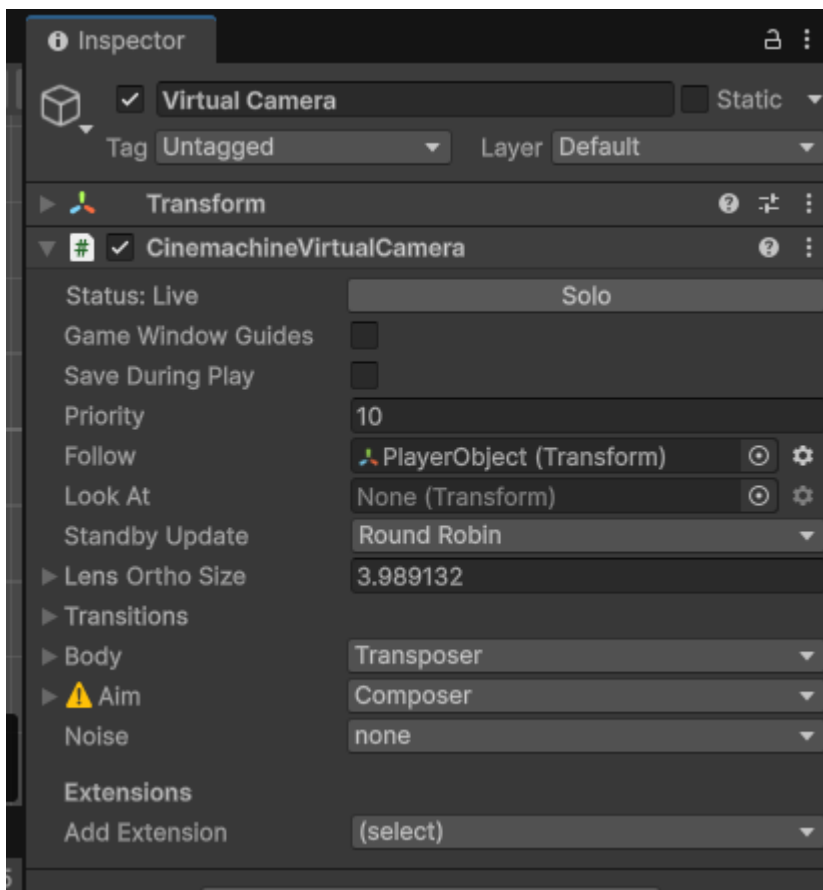 Inspector
Virtual Camera Static
Tag Untagged Layer Default
Transform
# CinemachineVirtualCamera
Status: Live Solo
Game Window Guides
Save During Play
Priority 10
Follow PlayerObject (Transform)
Look At None (Transform)
Standby Update Round Robin
Lens Ortho Size 3.989132
Transitions
Body Transposer
Aim Composer
Noise none
Extensions
Add Extension (select)